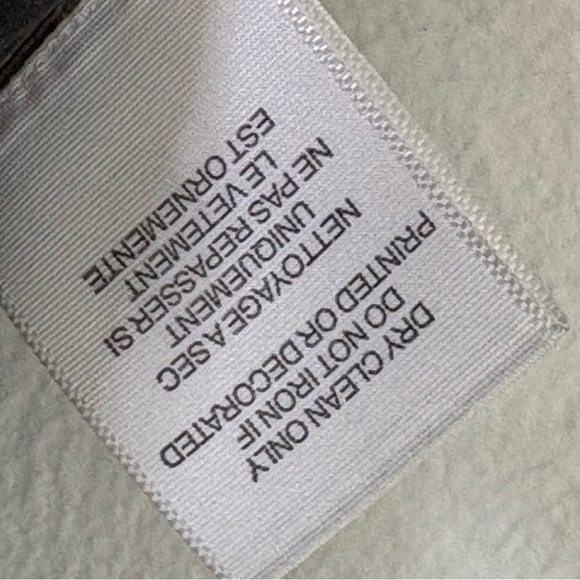 DRY CLEAN ONLY
DO NOT IRON IF
PRINTED OR DECORATED
NETTOYAGE A SEC
UNIQUEMENT
NE PAS REPASSER SI
LE VETEMENT
EST ORNEMENTE